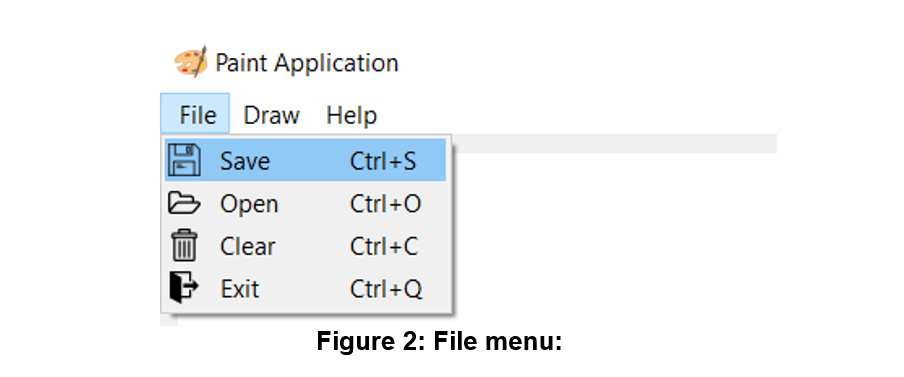 Paint Application
File Draw Help
Save Ctrl+S
Open Ctrl+O
Clear Ctrl+C
Exit Ctrl+Q
Figure 2: File menu: